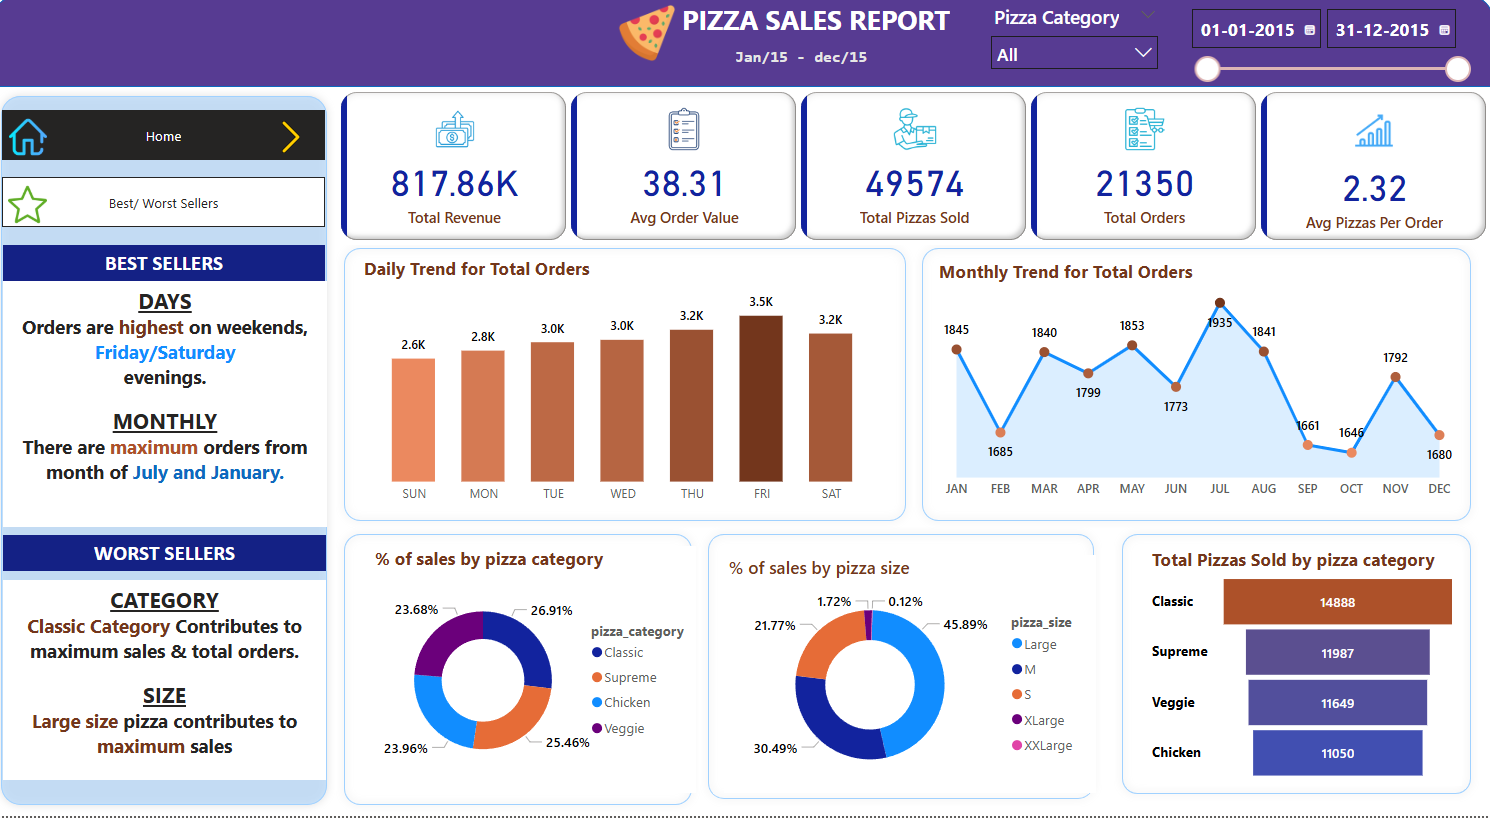 PIZZA SALES REPORT
Jan/15 - dec/15
Pizza Category
All
01-01-2015
31-12-2015
Home
Best/ Worst Sellers
BEST SELLERS
DAYS
Orders are highest on weekends,
Friday/Saturday
evenings.
MONTHLY
There are maximum orders from
month of July and January.
WORST SELLERS
CATEGORY
Classic Category Contributes to
maximum sales & total orders.
SIZE
Large size pizza contributes to
maximum sales
817.86K
Total Revenue
38.31
Avg Order Value
49574
Total Pizzas Sold
21350
Total Orders
2.32
Avg Pizzas Per Order
Daily Trend for Total Orders
2.6K
2.8K
3.0K
3.0K
3.2K
3.5K
3.2K
SUN MON TUE WED THU FRI SAT
Monthly Trend for Total Orders
1845
1685
1840
1799
1853
1773
1935
1841
1661
1646
1792
1680
JAN FEB MAR APR MAY JUN JUL AUG SEP OCT NOV DEC
% of sales by pizza category
23.68%
26.91%
23.96%
25.46%
pizza_category
Classic
Supreme
Chicken
Veggie
% of sales by pizza size
1.72%
0.12%
21.77%
45.89%
30.49%
pizza_size
Large
M
S
XLarge
XXLarge
Total Pizzas Sold by pizza category
Classic 14888
Supreme 11987
Veggie 11649
Chicken 11050